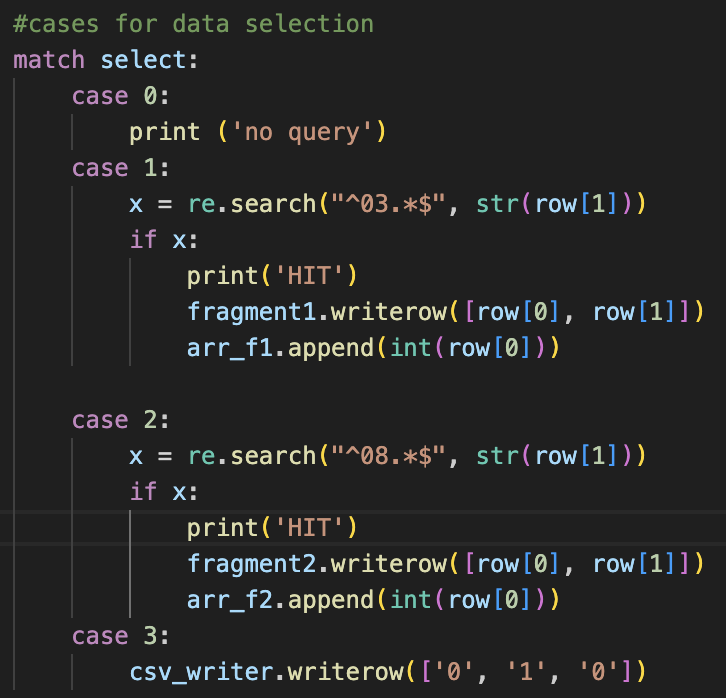 #cases for data selection
match select:
    case 0:
        print ('no query')
    case 1:
        x = re.search("^03.*$", str(row[1]))
        if x:
            print('HIT')
            fragment1.writerow([row[0], row[1]])
            arr_f1.append(int(row[0]))

    case 2:
        x = re.search("^08.*$", str(row[1]))
        if x:
            print('HIT')
            fragment2.writerow([row[0], row[1]])
            arr_f2.append(int(row[0]))
    case 3:
        csv_writer.writerow(['0', '1', '0'])